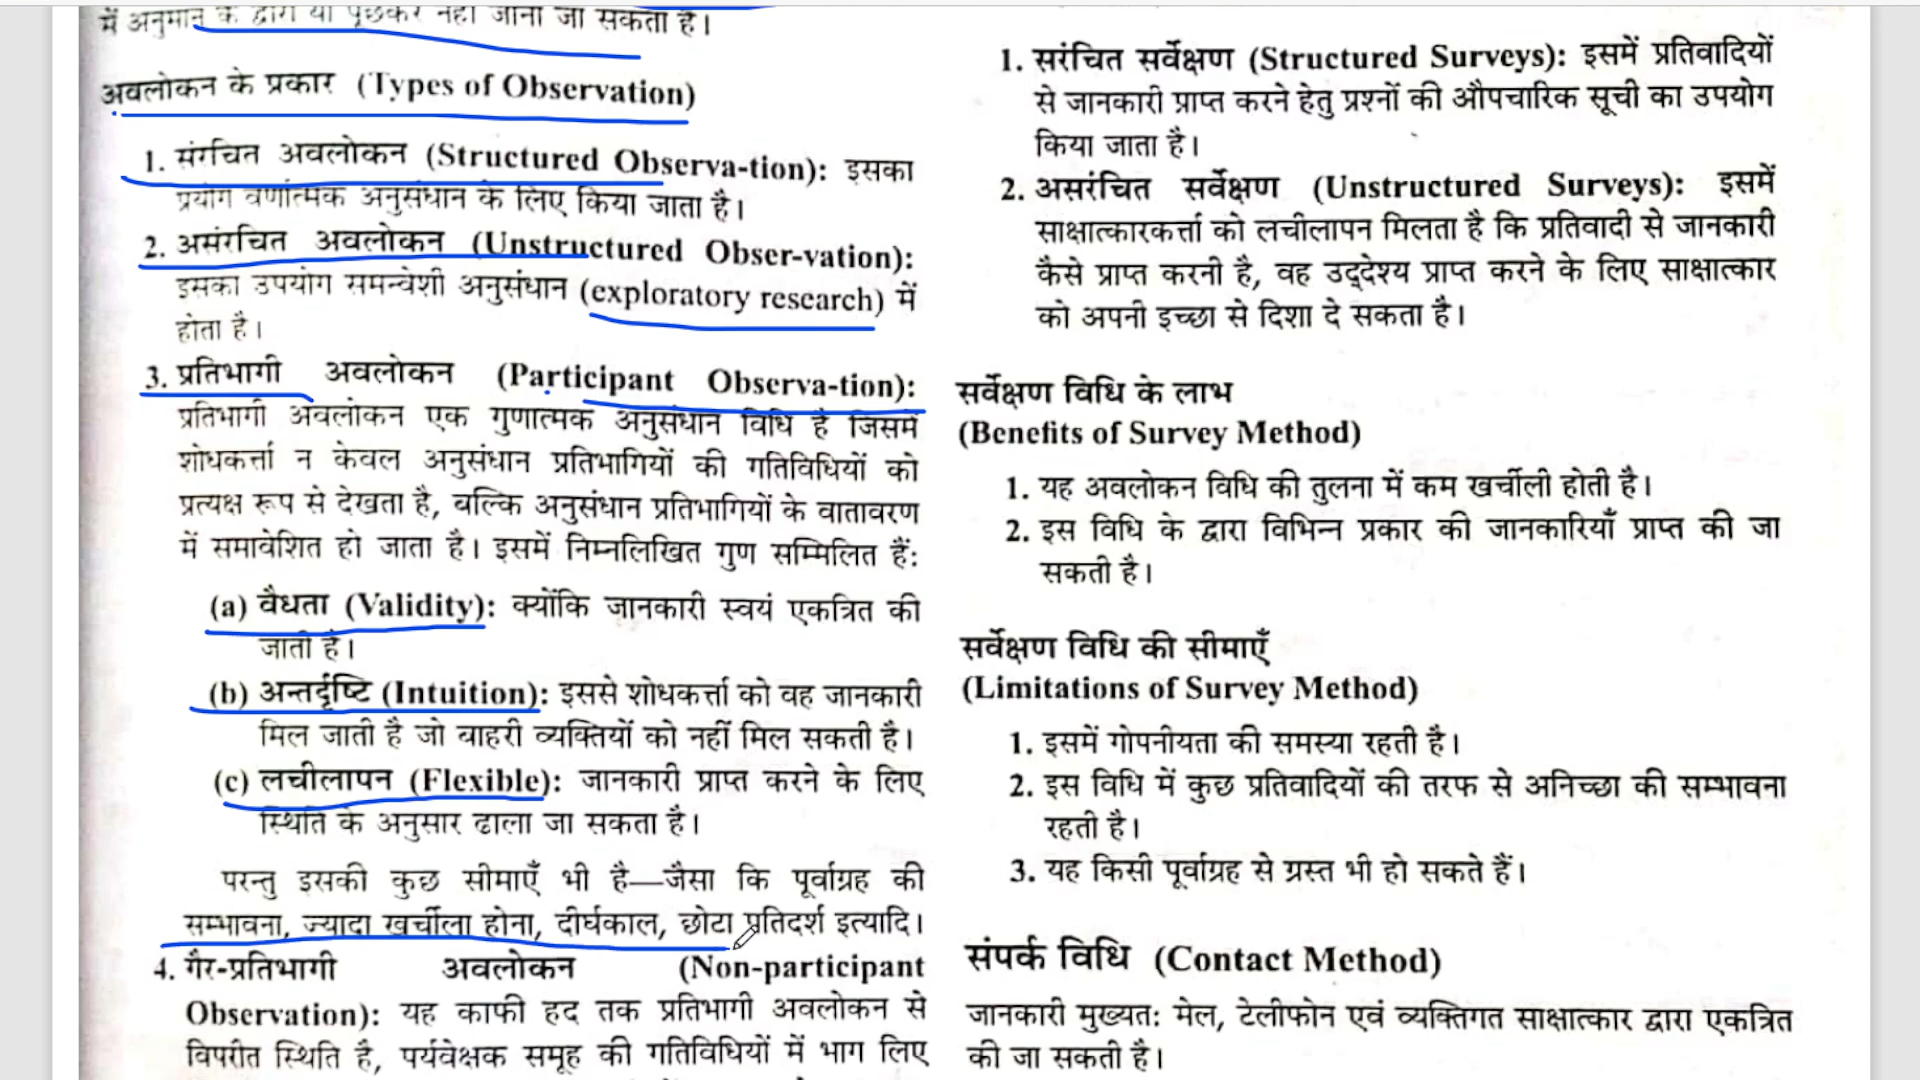 में अनुमान के द्वारा या पूछकर नहीं जाना जा सकता है।
अवलोकन के प्रकार (Types of Observation)
1. संरचित अवलोकन (Structured Observa-tion): इसका
प्रयोग वर्णात्मक अनुसंधान के लिए किया जाता है।
2. असंरचित अवलोकन (Unstructured Obser-vation):
इसका उपयोग समन्वेशी अनुसंधान (exploratory research) में
होता है।
3. प्रतिभागी अवलोकन (Participant Observa-tion):
प्रतिभागी अवलोकन एक गुणात्मक अनुसंधान विधि है जिसमें
शोधकर्त्ता न केवल अनुसंधान प्रतिभागियों की गतिविधियों को
प्रत्यक्ष रूप से देखता है, बल्कि अनुसंधान प्रतिभागियों के वातावरण
में समावेशित हो जाता है। इसमें निम्नलिखित गुण सम्मिलित हैं:
(a) वैधता (Validity): क्योंकि जानकारी स्वयं एकत्रित की
जाती है।
(b) अन्तर्दृष्टि (Intuition): इससे शोधकर्त्ता को वह जानकारी
मिल जाती है जो बाहरी व्यक्तियों को नहीं मिल सकती है।
(c) लचीलापन (Flexible): जानकारी प्राप्त करने के लिए
स्थिति के अनुसार ढाला जा सकता है।
परन्तु इसकी कुछ सीमाएँ भी है—जैसा कि पूर्वाग्रह की
सम्भावना, ज्यादा खर्चीला होना, दीर्घकाल, छोटा प्रतिदर्श इत्यादि।
4. गैर-प्रतिभागी अवलोकन (Non-participant
Observation): यह काफी हद तक प्रतिभागी अवलोकन से
विपरीत स्थिति है, पर्यवेक्षक समूह की गतिविधियों में भाग लिए
1. सरंचित सर्वेक्षण (Structured Surveys): इसमें प्रतिवादियों
से जानकारी प्राप्त करने हेतु प्रश्नों की औपचारिक सूची का उपयोग
किया जाता है।
2. असरंचित सर्वेक्षण (Unstructured Surveys): इसमें
साक्षात्कारकर्त्ता को लचीलापन मिलता है कि प्रतिवादी से जानकारी
कैसे प्राप्त करनी है, वह उद्देश्य प्राप्त करने के लिए साक्षात्कार
को अपनी इच्छा से दिशा दे सकता है।
सर्वेक्षण विधि के लाभ
(Benefits of Survey Method)
1. यह अवलोकन विधि की तुलना में कम खर्चीली होती है।
2. इस विधि के द्वारा विभिन्न प्रकार की जानकारियाँ प्राप्त की जा
सकती है।
सर्वेक्षण विधि की सीमाएँ
(Limitations of Survey Method)
1. इसमें गोपनीयता की समस्या रहती है।
2. इस विधि में कुछ प्रतिवादियों की तरफ से अनिच्छा की सम्भावना
रहती है।
3. यह किसी पूर्वाग्रह से ग्रस्त भी हो सकते हैं।
संपर्क विधि (Contact Method)
जानकारी मुख्यतः मेल, टेलीफोन एवं व्यक्तिगत साक्षात्कार द्वारा एकत्रित
की जा सकती है।